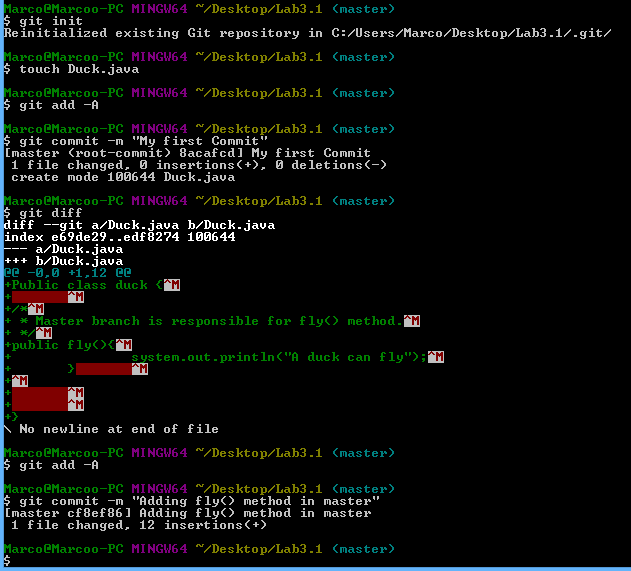 Marco@Marcoo-PC MINGW64 ~/Desktop/Lab3.1 (master)
$ git init
Reinitialized existing Git repository in C:/Users/Marco/Desktop/Lab3.1/.git/
Marco@Marcoo-PC MINGW64 ~/Desktop/Lab3.1 (master)
$ touch Duck.java
Marco@Marcoo-PC MINGW64 ~/Desktop/Lab3.1 (master)
$ git add -A
Marco@Marcoo-PC MINGW64 ~/Desktop/Lab3.1 (master)
$ git commit -m "My first Commit"
[master (root-commit) 8acafcd] My first Commit
 1 file changed, 0 insertions(+), 0 deletions(-)
 create mode 100644 Duck.java
Marco@Marcoo-PC MINGW64 ~/Desktop/Lab3.1 (master)
$ git diff
diff --git a/Duck.java b/Duck.java
index e69de29..edf8274 100644
--- a/Duck.java
+++ b/Duck.java
@@ -0,0 +1,12 @@
+Public class duck {^M
+       ^M
+/*^M
+ * Master branch is responsible for fly() method.^M
+ */^M
+public fly(){^M
+               system.out.println("A duck can fly");^M
+       }       ^M
+^M
+       ^M
+       ^M
+}
\ No newline at end of file
Marco@Marcoo-PC MINGW64 ~/Desktop/Lab3.1 (master)
$ git add -A
Marco@Marcoo-PC MINGW64 ~/Desktop/Lab3.1 (master)
$ git commit -m "Adding fly() method in master"
[master cf8ef86] Adding fly() method in master
 1 file changed, 12 insertions(+)
Marco@Marcoo-PC MINGW64 ~/Desktop/Lab3.1 (master)
$